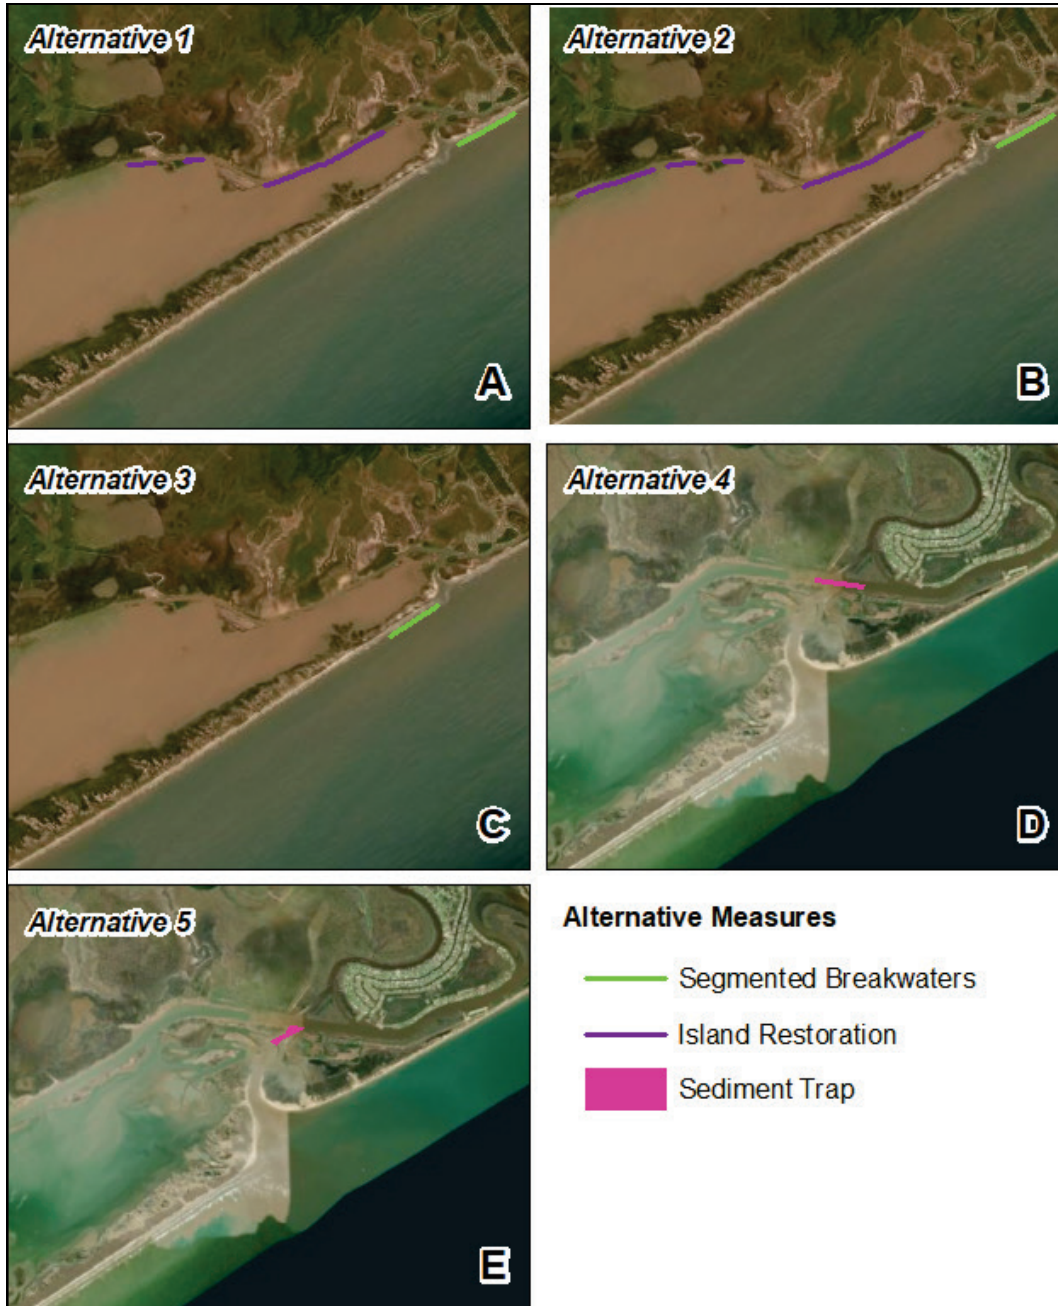 Alternative 1
A
Alternative 2
B
Alternative 3
C
Alternative 4
D
Alternative 5
E
Alternative Measures
Segmented Breakwaters
Island Restoration
Sediment Trap